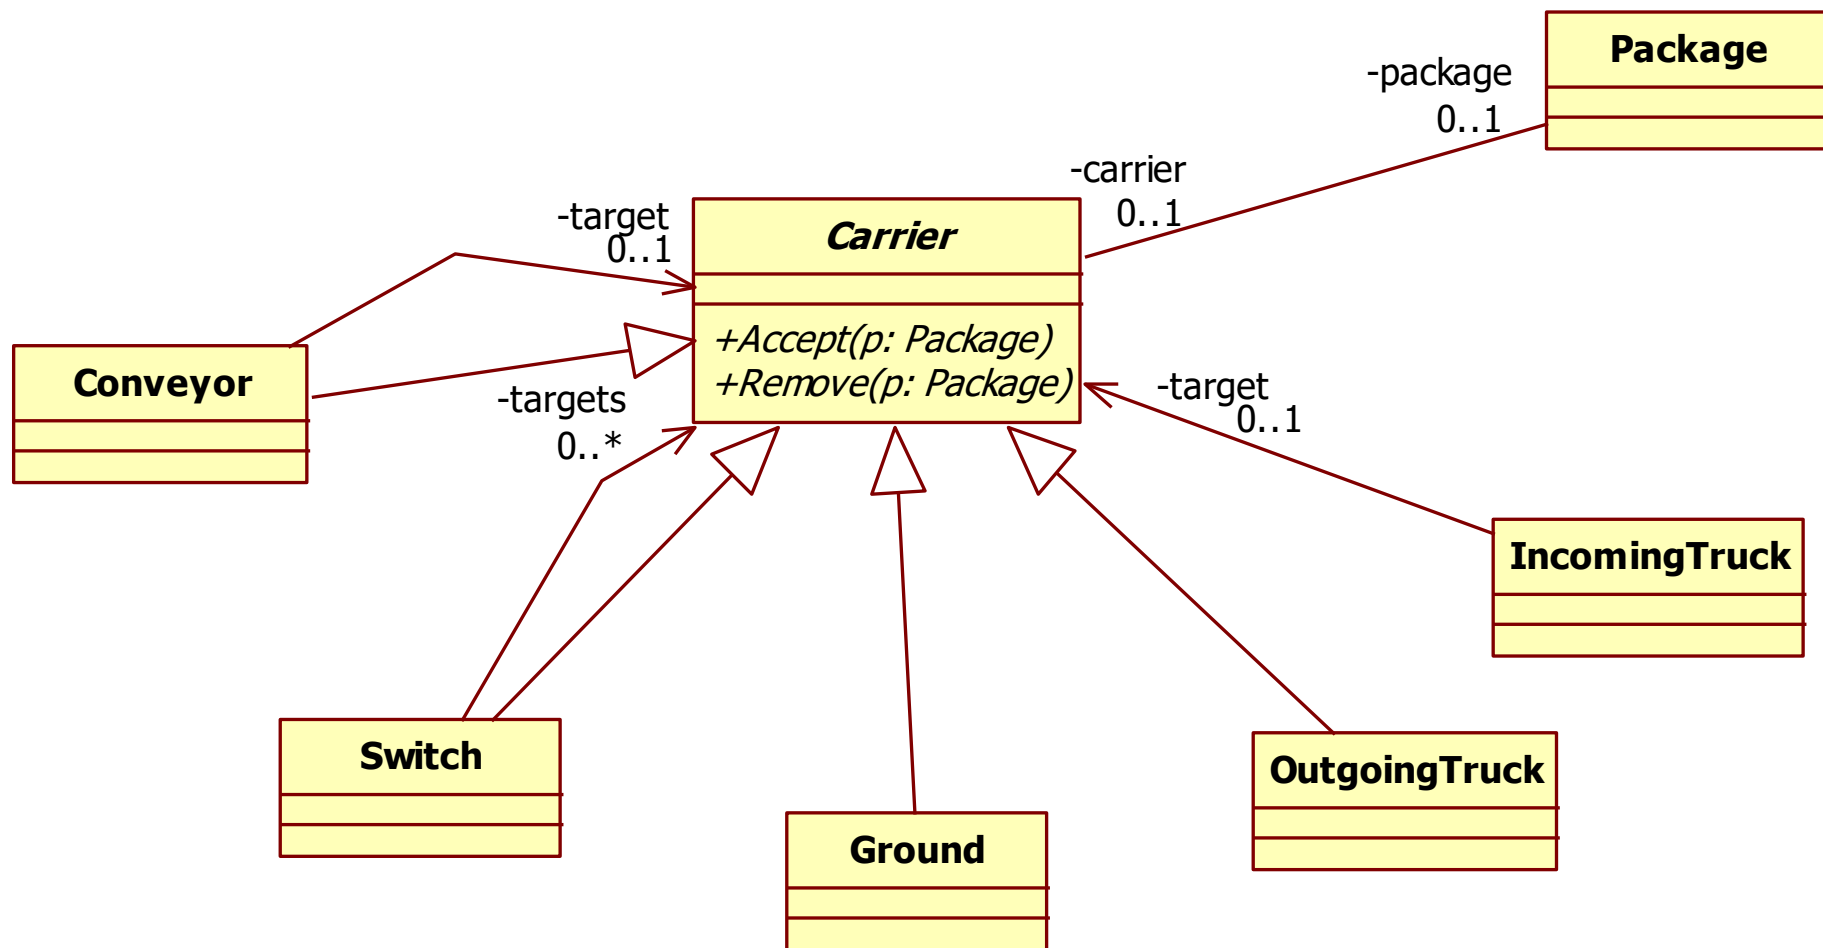 Package
-package
0..1
-carrier
0..1
-target
0..1
Carrier
+Accept(p: Package)
+Remove(p: Package)
Conveyor
-targets
0..*
-target
0..1
IncomingTruck
Switch
OutgoingTruck
Ground